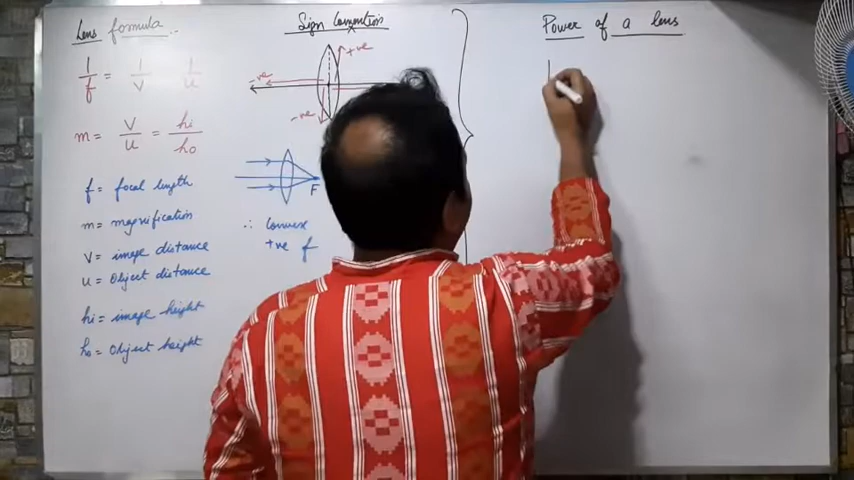 Lens formula
1/f = 1/v 1/u
m = v/u = hi/ho
f = focal length
m = magnification
v = image distance
u = Object distance
hi = image height
ho = Object height
Sign Convention
+ve
-ve
-ve
F
∴ Convex
+ve f
Power of a lens